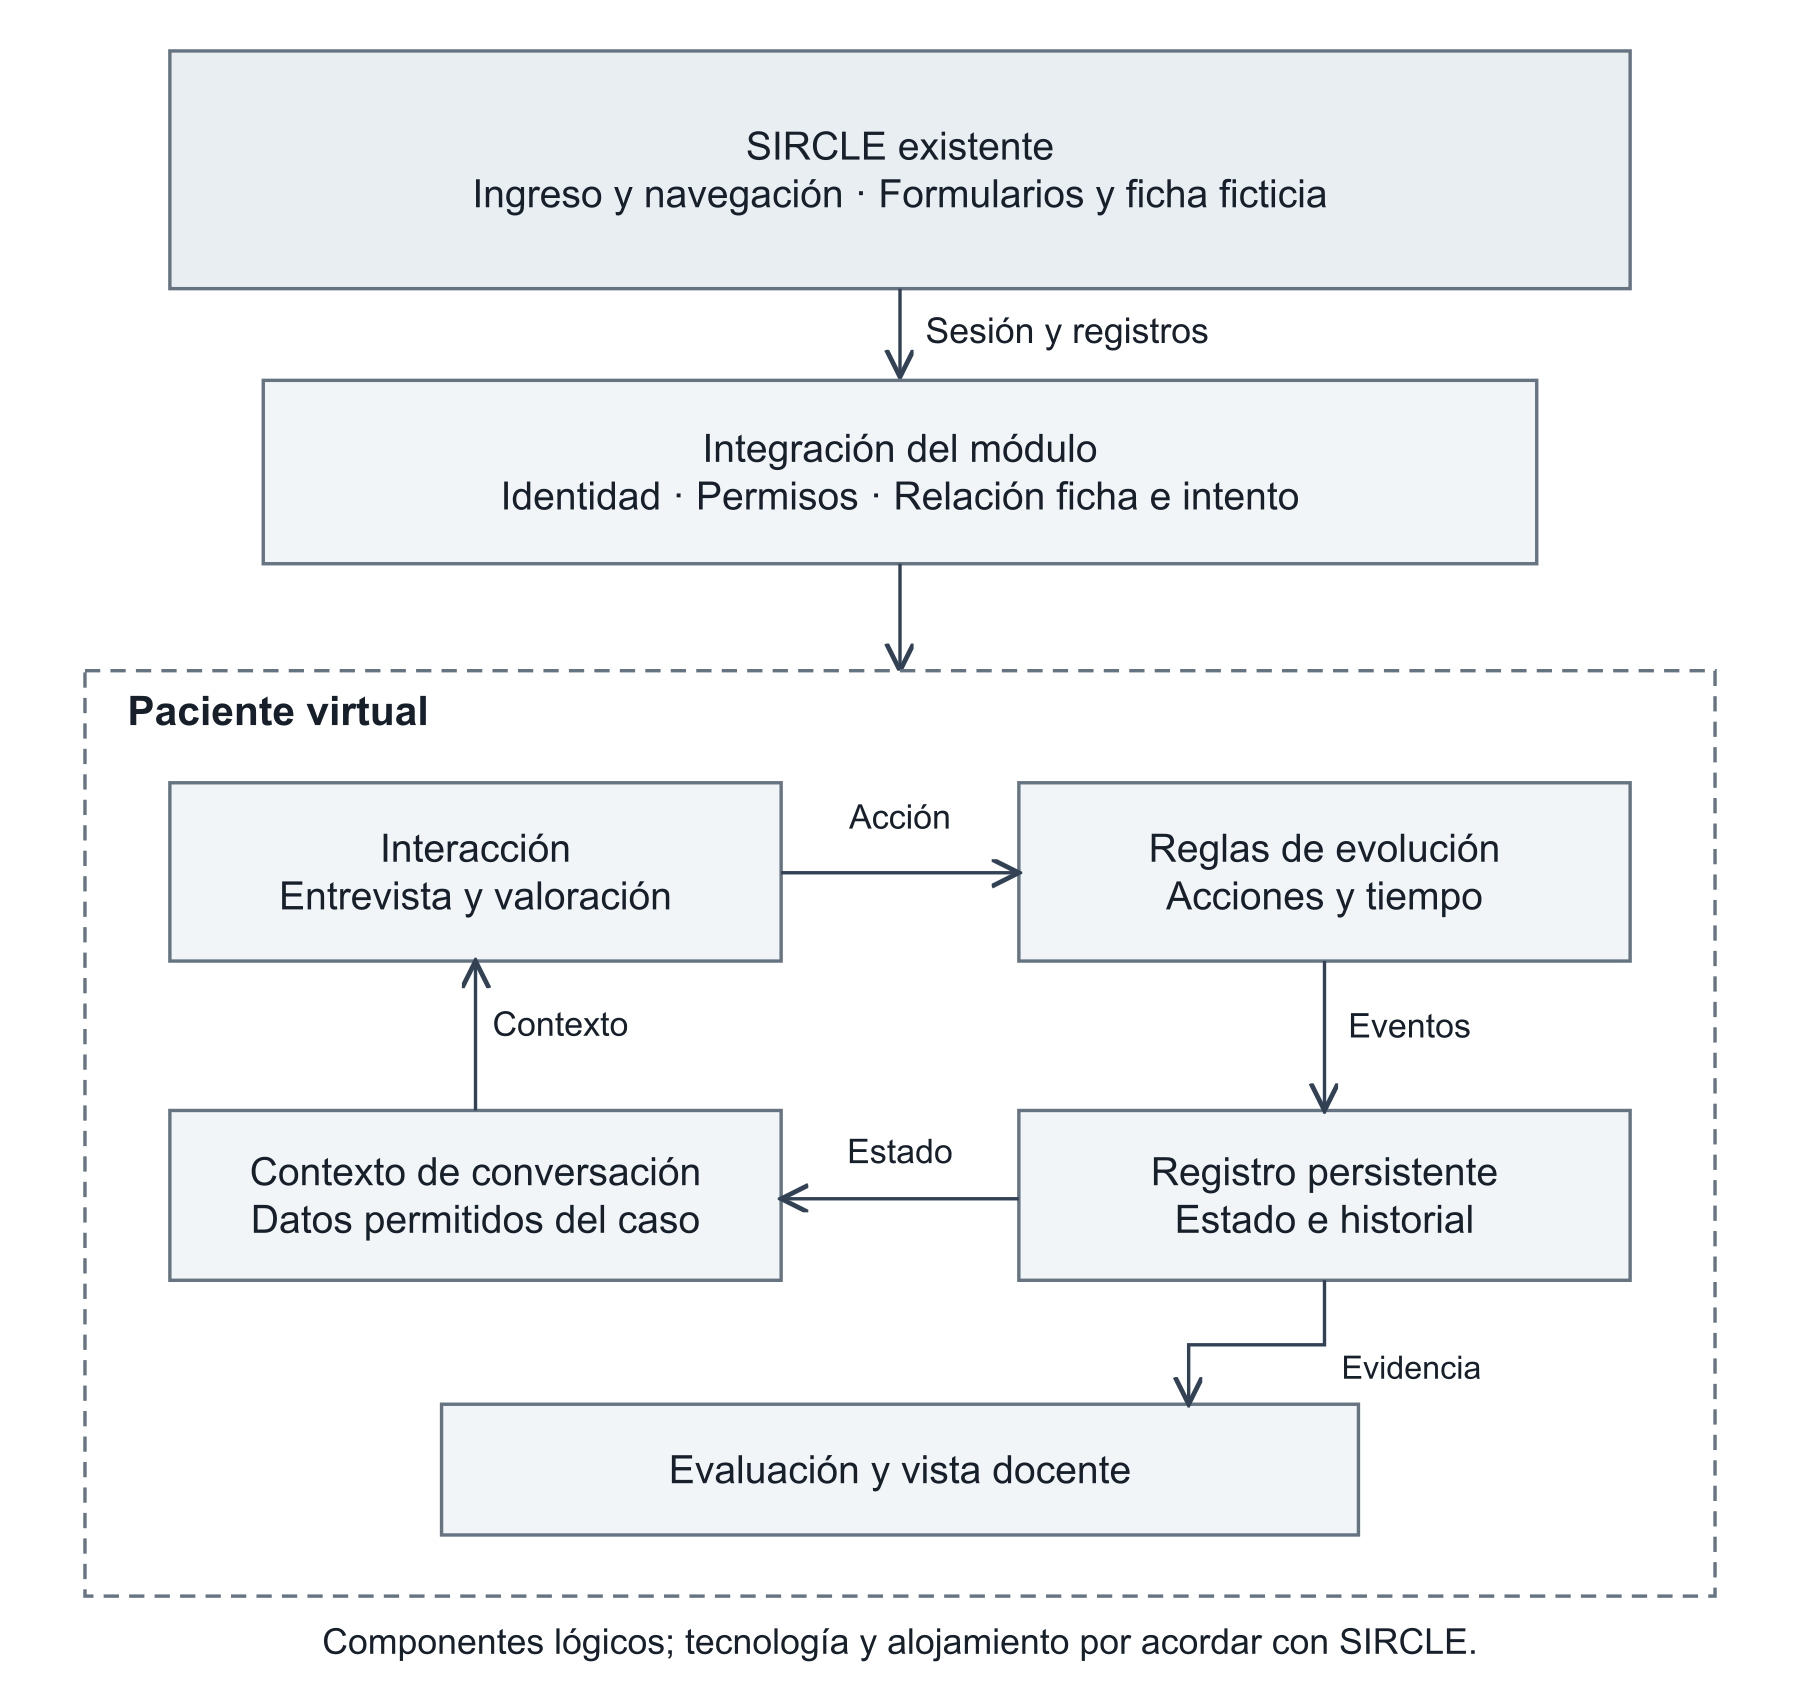 SIRCLE existente
Ingreso y navegación · Formularios y ficha ficticia
Sesión y registros
Integración del módulo
Identidad · Permisos · Relación ficha e intento
Paciente virtual
Interacción
Entrevista y valoración
Acción
Reglas de evolución
Acciones y tiempo
Contexto
Eventos
Contexto de conversación
Datos permitidos del caso
Estado
Registro persistente
Estado e historial
Evidencia
Evaluación y vista docente
Componentes lógicos; tecnología y alojamiento por acordar con SIRCLE.